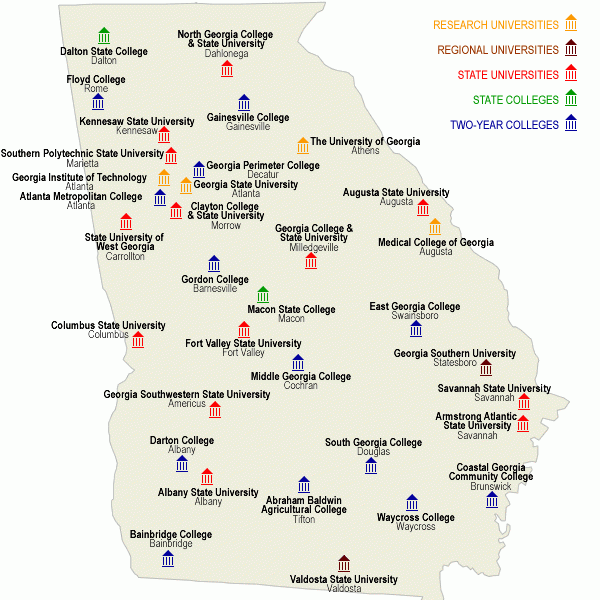 RESEARCH UNIVERSITIES
REGIONAL UNIVERSITIES
STATE UNIVERSITIES
STATE COLLEGES
TWO-YEAR COLLEGES
Dalton State College
Dalton
North Georgia College
& State University
Dahlonega
Floyd College
Rome
Gainesville College
Gainesville
Kennesaw State University
Kennesaw
The University of Georgia
Athens
Southern Polytechnic State University
Marietta
Georgia Perimeter College
Decatur
Georgia Institute of Technology
Atlanta
Georgia State University
Atlanta
Atlanta Metropolitan College
Atlanta
Clayton College
& State University
Morrow
Augusta State University
Augusta
State University of
West Georgia
Carrollton
Georgia College &
State University
Milledgeville
Medical College of Georgia
Augusta
Gordon College
Barnesville
Macon State College
Macon
East Georgia College
Swainsboro
Columbus State University
Columbus
Fort Valley State University
Fort Valley
Georgia Southern University
Statesboro
Middle Georgia College
Cochran
Georgia Southwestern State University
Americus
Savannah State University
Savannah
Armstrong Atlantic
State University
Savannah
Darton College
Albany
South Georgia College
Douglas
Coastal Georgia
Community College
Brunswick
Albany State University
Albany
Abraham Baldwin
Agricultural College
Tifton
Waycross College
Waycross
Bainbridge College
Bainbridge
Valdosta State University
Valdosta